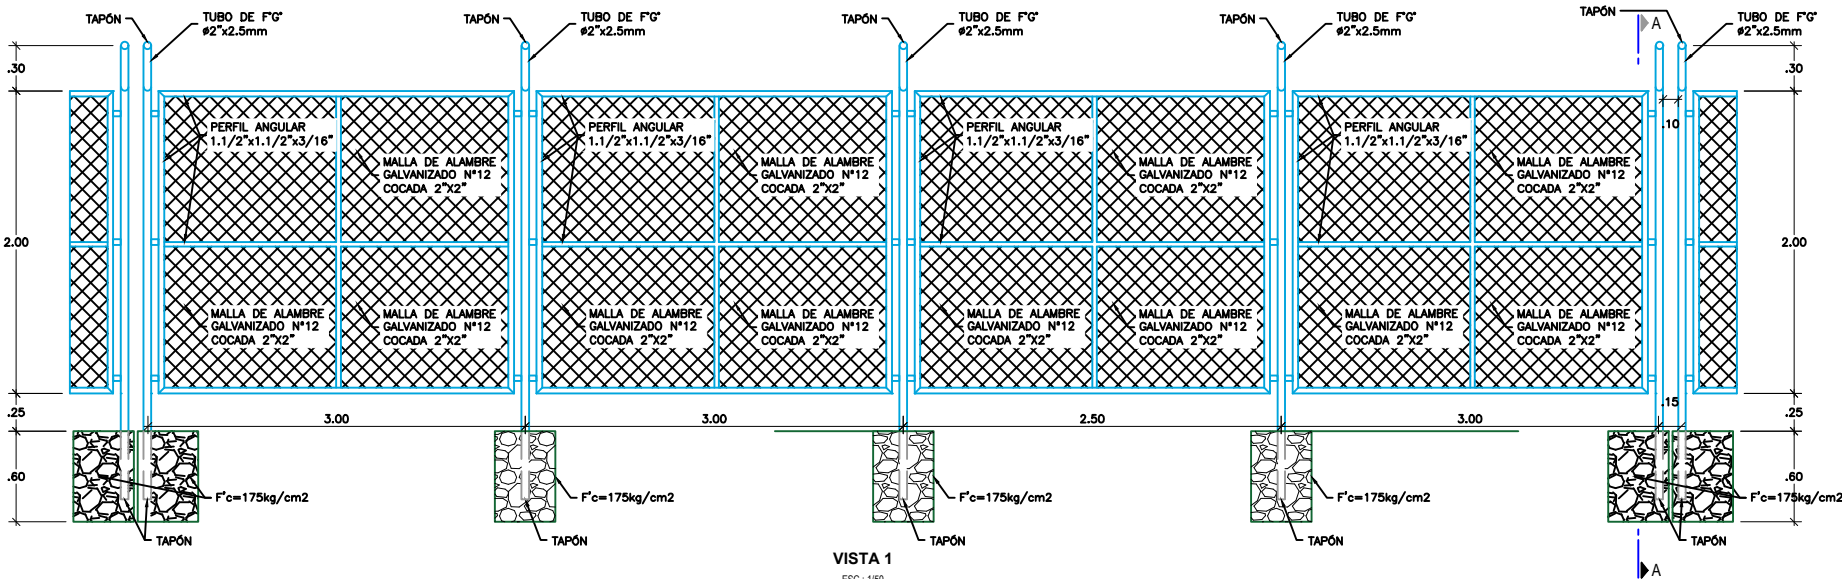 TAPÓN
TUBO DE F°G°
ø2"x2.5mm
TAPÓN
TUBO DE F°G°
ø2"x2.5mm
TAPÓN
TUBO DE F°G°
ø2"x2.5mm
TAPÓN
TUBO DE F°G°
ø2"x2.5mm
TAPÓN
A
TUBO DE F°G°
ø2"x2.5mm
.30
.30
PERFIL ANGULAR
1.1/2"x1.1/2"x3/16"
PERFIL ANGULAR
1.1/2"x1.1/2"x3/16"
PERFIL ANGULAR
1.1/2"x1.1/2"x3/16"
PERFIL ANGULAR
1.1/2"x1.1/2"x3/16"
.10
MALLA DE ALAMBRE
GALVANIZADO N°12
COCADA 2"X2"
MALLA DE ALAMBRE
GALVANIZADO N°12
COCADA 2"X2"
MALLA DE ALAMBRE
GALVANIZADO N°12
COCADA 2"X2"
MALLA DE ALAMBRE
GALVANIZADO N°12
COCADA 2"X2"
2.00
2.00
MALLA DE ALAMBRE
GALVANIZADO N°12
COCADA 2"X2"
MALLA DE ALAMBRE
GALVANIZADO N°12
COCADA 2"X2"
MALLA DE ALAMBRE
GALVANIZADO N°12
COCADA 2"X2"
MALLA DE ALAMBRE
GALVANIZADO N°12
COCADA 2"X2"
MALLA DE ALAMBRE
GALVANIZADO N°12
COCADA 2"X2"
MALLA DE ALAMBRE
GALVANIZADO N°12
COCADA 2"X2"
MALLA DE ALAMBRE
GALVANIZADO N°12
COCADA 2"X2"
MALLA DE ALAMBRE
GALVANIZADO N°12
COCADA 2"X2"
.25
3.00
3.00
2.50
3.00
.15
.25
.60
F'c=175kg/cm2
F'c=175kg/cm2
F'c=175kg/cm2
F'c=175kg/cm2
.60
F'c=175kg/cm2
TAPÓN
TAPÓN
TAPÓN
TAPÓN
TAPÓN
VISTA 1
ESC : 1/50
A